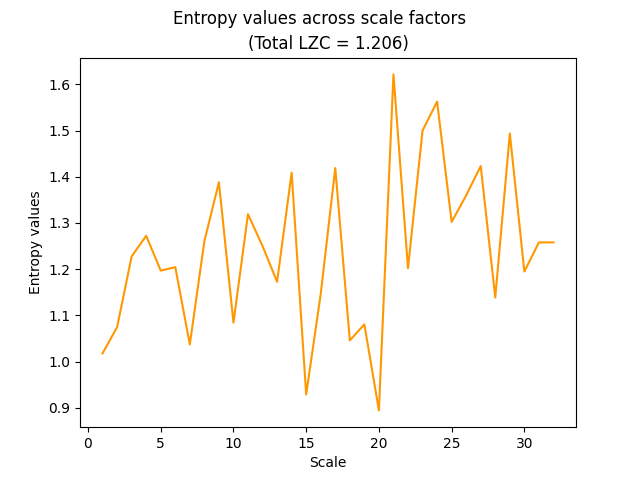 Entropy values across scale factors
(Total LZC = 1.206)
1.6
1.5
1.4
1.3
1.2
1.1
1.0
0.9
Entropy values
0 5 10 15 20 25 30
Scale